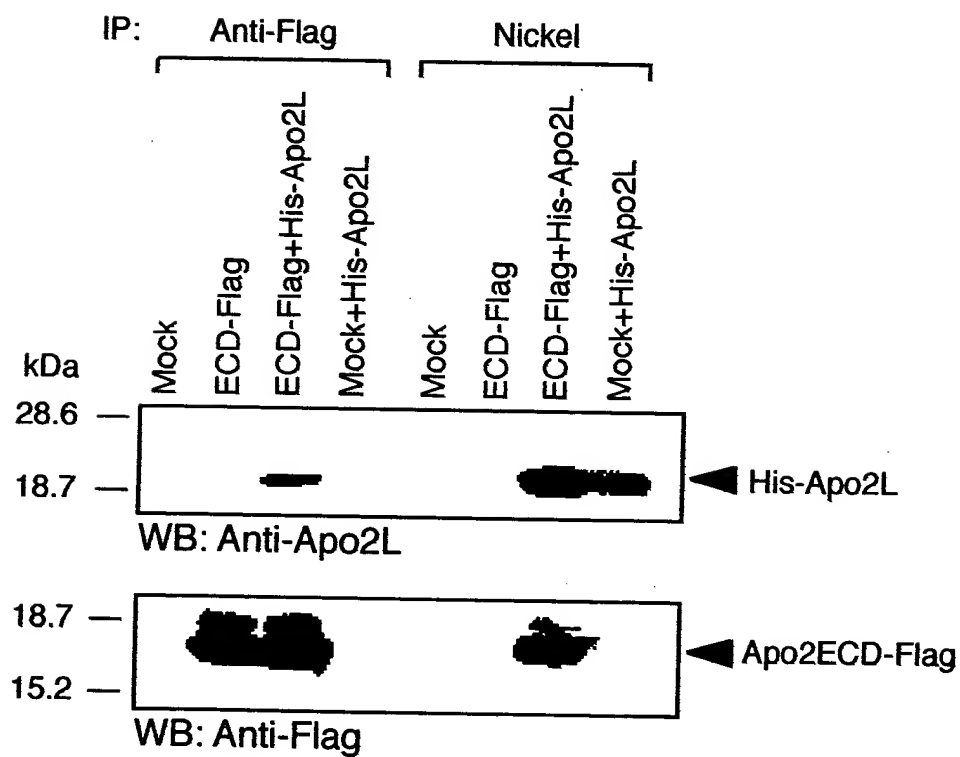 IP: Anti-Flag Nickel
Mock
ECD-Flag
ECD-Flag+His-Apo2L
Mock+His-Apo2L
Mock
ECD-Flag
ECD-Flag+His-Apo2L
Mock+His-Apo2L
kDa
28.6
18.7
His-Apo2L
WB: Anti-Apo2L
18.7
Apo2ECD-Flag
15.2
WB: Anti-Flag